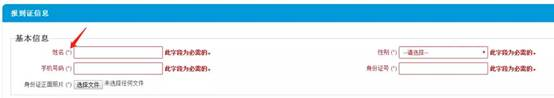 报到证信息
基本信息
姓名 (*) 此字段为必需的。 性别 (*) --请选择-- 此字段为必需的。
手机号码 (*) 此字段为必需的。 身份证号 (*) 此字段为必需的。
身份证正面照片 (*) 选择文件 未选择任何文件